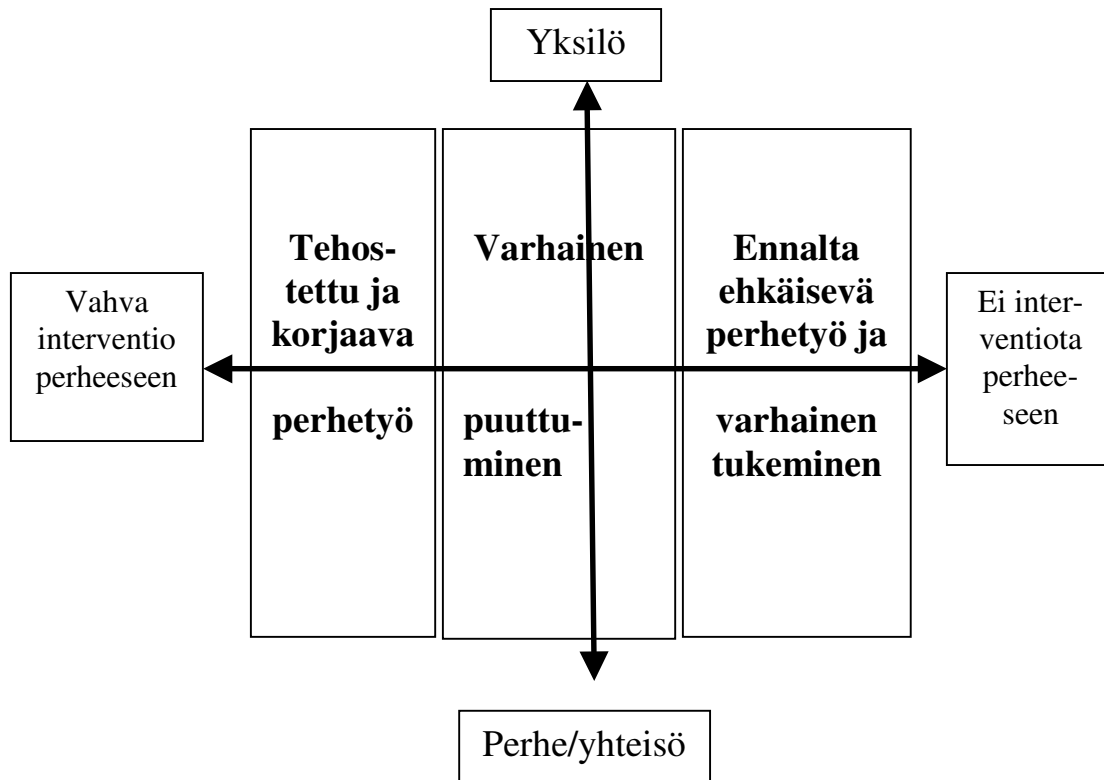 Yksilö
Tehos-
tettu ja
korjaava
perhetyö
Varhainen
puuttu-
minen
Ennalta
ehkäisevä
perhetyö ja
varhainen
tukeminen
Vahva
interventio
perheeseen
Ei inter-
ventiota
perhee-
seen
Perhe/yhteisö